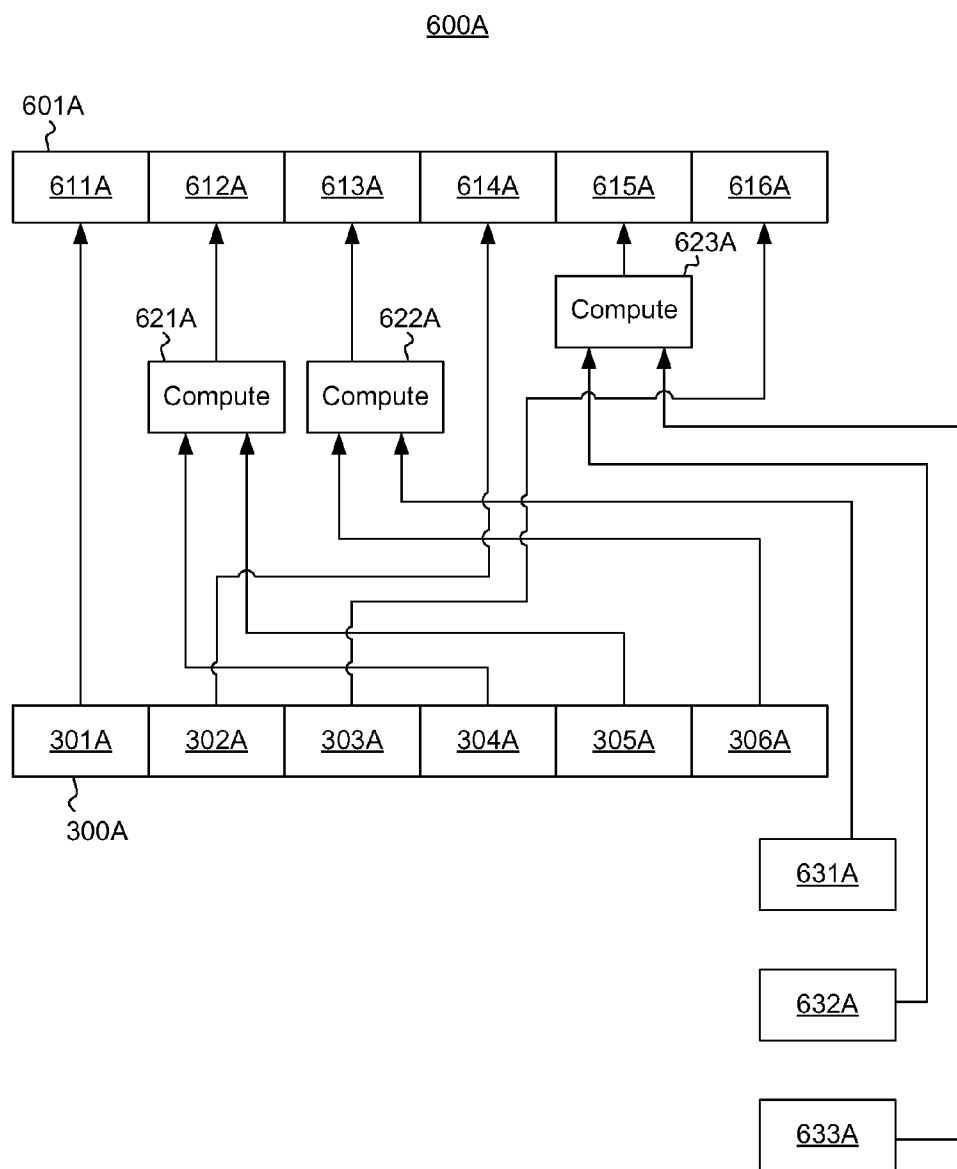 600A
601A
611A 612A 613A 614A 615A 616A
623A
Compute
621A 622A
Compute Compute
301A 302A 303A 304A 305A 306A
300A
631A
632A
633A